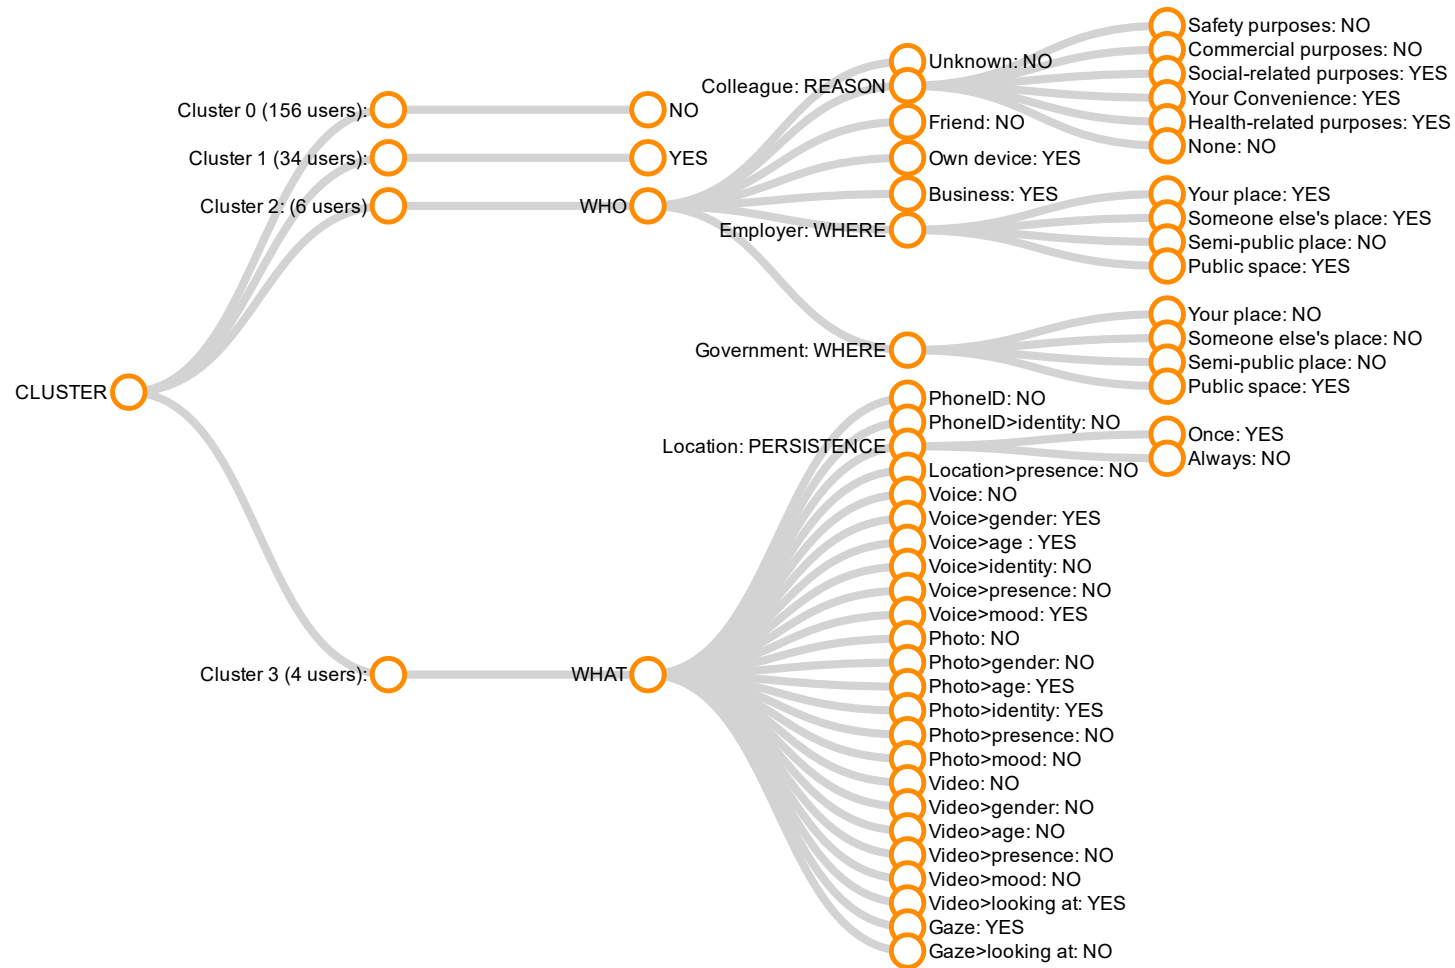 CLUSTER
Cluster 0 (156 users):
NO
Cluster 1 (34 users):
YES
Cluster 2: (6 users)
WHO
Unknown: NO
Colleague: REASON
Safety purposes: NO
Commercial purposes: NO
Social-related purposes: YES
Your Convenience: YES
Health-related purposes: YES
None: NO
Friend: NO
Own device: YES
Business: YES
Employer: WHERE
Your place: YES
Someone else's place: YES
Semi-public place: NO
Public space: YES
Government: WHERE
Your place: NO
Someone else's place: NO
Semi-public place: NO
Public space: YES
Cluster 3 (4 users):
WHAT
PhoneID: NO
PhoneID>identity: NO
Location: PERSISTENCE
Once: YES
Always: NO
Location>presence: NO
Voice: NO
Voice>gender: YES
Voice>age : YES
Voice>identity: NO
Voice>presence: NO
Voice>mood: YES
Photo: NO
Photo>gender: NO
Photo>age: YES
Photo>identity: YES
Photo>presence: NO
Photo>mood: NO
Video: NO
Video>gender: NO
Video>age: NO
Video>presence: NO
Video>mood: NO
Video>looking at: YES
Gaze: YES
Gaze>looking at: NO